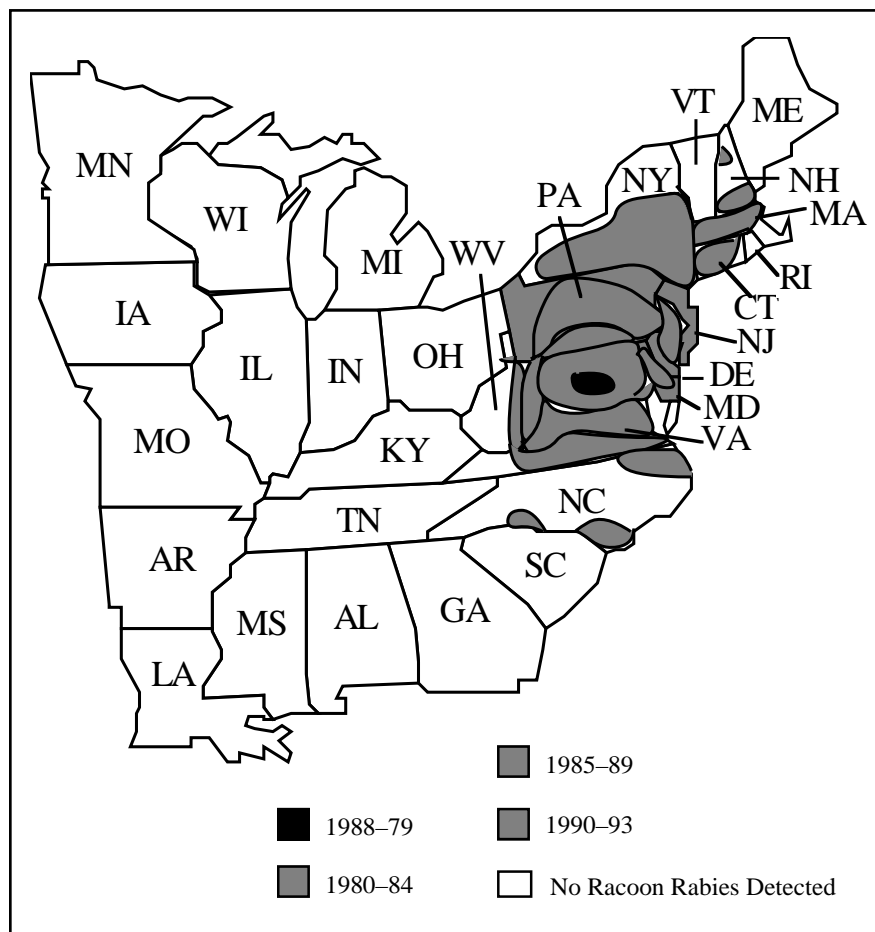 VT
ME
MN
NY
NH
PA
MA
WI
WV
MI
RI
CT
IA
NJ
OH
IL
IN
DE
MD
MO
VA
KY
NC
TN
AR
SC
GA
MS
AL
LA
1985–89
1988–79
1990–93
1980–84
No Racoon Rabies Detected